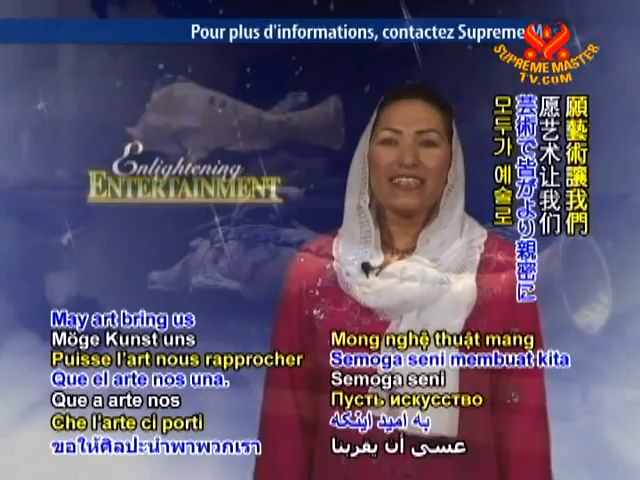 Pour plus d'informations, contactez Supreme M
SUPREME MASTER
TV.COM
Enlightening
ENTERTAINMENT
願藝術讓我們
愿艺术让我们
芸術で皆がより親密に
모두가 예술로
May art bring us
Möge Kunst uns
Puisse l'art nous rapprocher
Que el arte nos una.
Que a arte nos
Che l'arte ci porti
ขอให้ศิลปะนำพาพวกเรา
Mong nghệ thuật mang
Semoga seni membuat kita
Semoga seni
Пусть искусство
به امید اینکه
عسى أن يقربنا